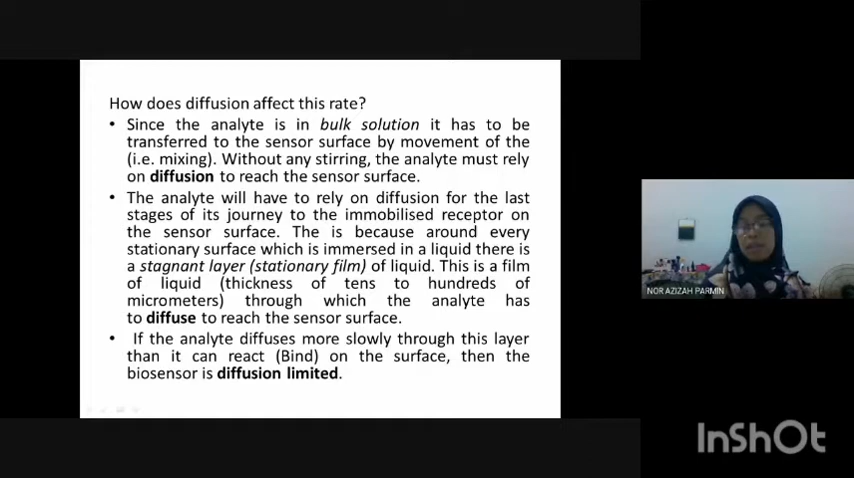 How does diffusion affect this rate?
• Since the analyte is in bulk solution it has to be
transferred to the sensor surface by movement of the
(i.e. mixing). Without any stirring, the analyte must rely
on diffusion to reach the sensor surface.
• The analyte will have to rely on diffusion for the last
stages of its journey to the immobilised receptor on
the sensor surface. The is because around every
stationary surface which is immersed in a liquid there is
a stagnant layer (stationary film) of liquid. This is a film
of liquid (thickness of tens to hundreds of
micrometers) through which the analyte has
to diffuse to reach the sensor surface.
• If the analyte diffuses more slowly through this layer
than it can react (Bind) on the surface, then the
biosensor is diffusion limited.
NOR AZIZAH PARMIN
InShOt